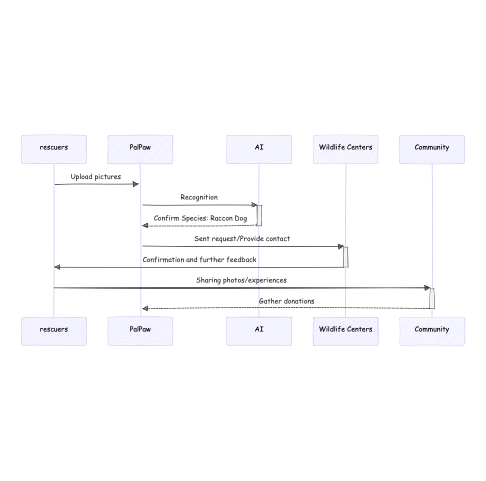 rescuers
PalPaw
AI
Wildlife Centers
Community
Upload pictures
Recognition
Confirm Species: Raccon Dog
Sent request/Provide contact
Confirmation and further feedback
Sharing photos/experiences
Gather donations
rescuers
PalPaw
AI
Wildlife Centers
Community